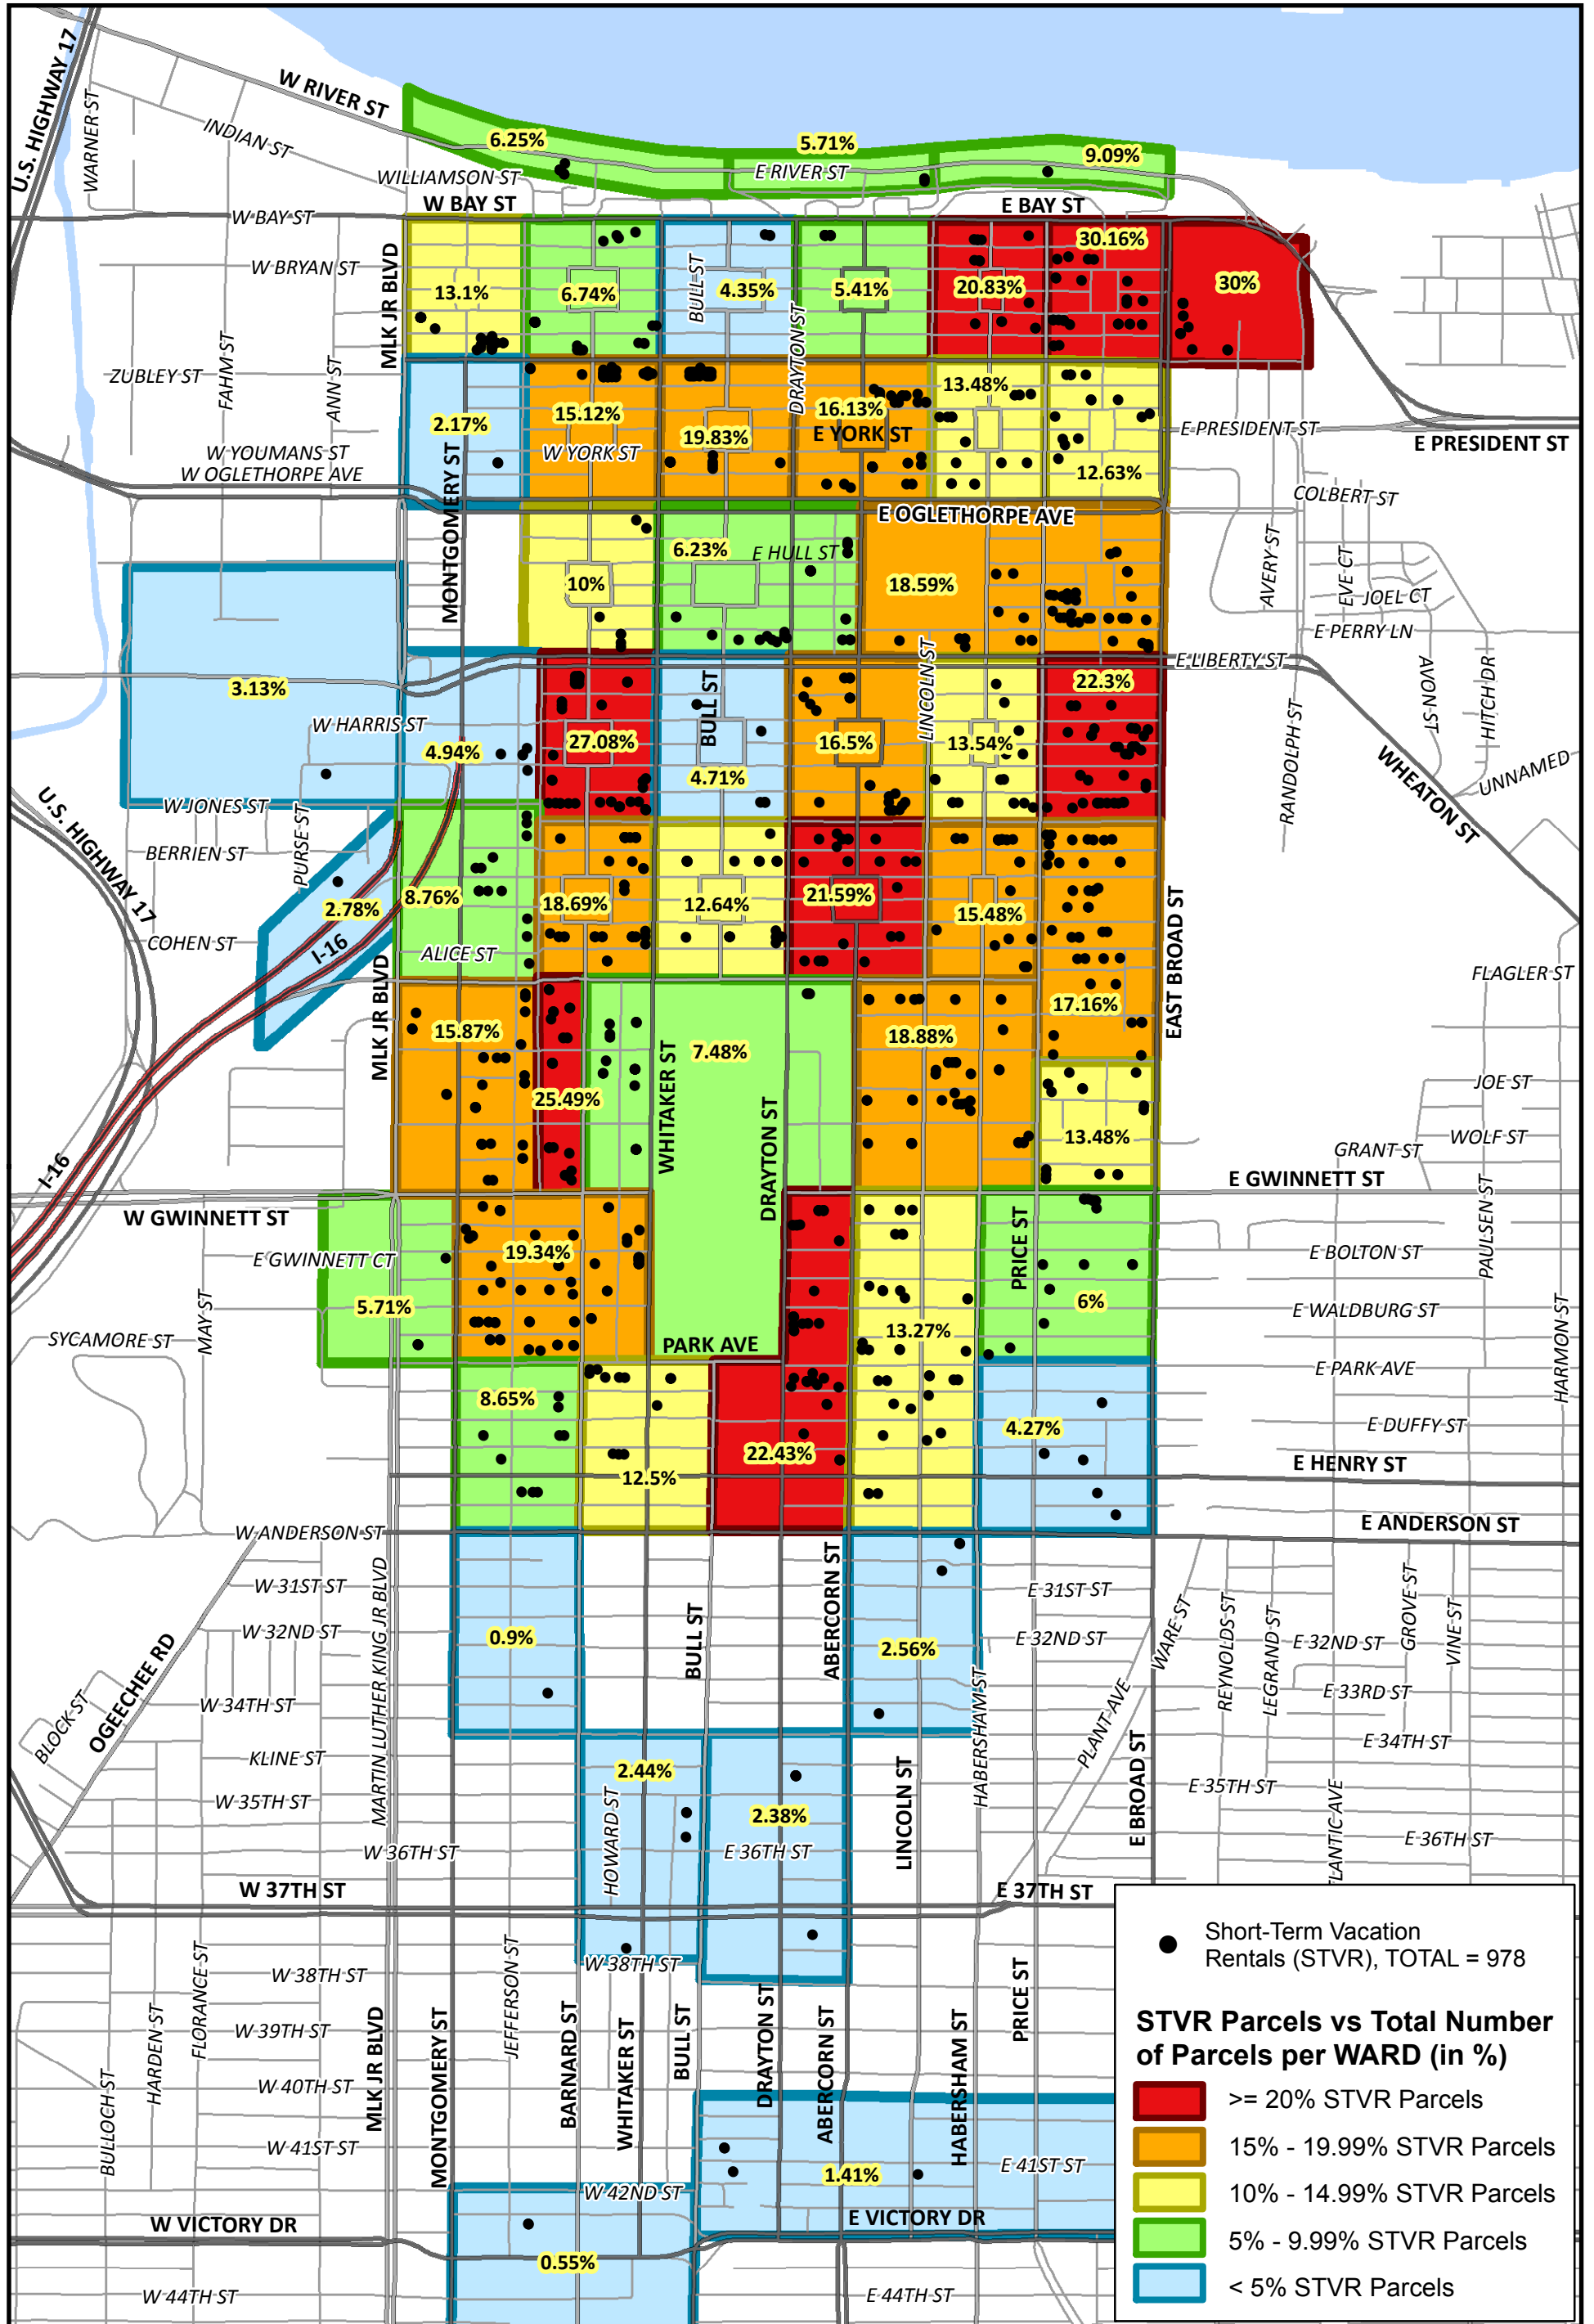 U.S. HIGHWAY 17
WARNER ST
W RIVER ST
INDIAN ST
6.25%
5.71%
9.09%
E RIVER ST
WILLIAMSON ST
W BAY ST
W BAY ST
E BAY ST
W BRYAN ST
MLK JR BLVD
13.1%
6.74%
BULL ST
4.35%
DRAYTON ST
5.41%
20.83%
30.16%
30%
ZUBLEY ST
FAHM ST
ANN ST
2.17%
15.12%
19.83%
16.13%
13.48%
12.63%
E YORK ST
W YORK ST
W YOUMANS ST
W OGLETHORPE AVE
MONTGOMERY ST
E PRESIDENT ST
E PRESIDENT ST
COLBERT ST
E OGLETHORPE AVE
6.23%
E HULL ST
10%
18.59%
AVERY ST
EVE CT
JOEL CT
E PERRY LN
LINCOLN ST
E LIBERTY ST
3.13%
W HARRIS ST
4.94%
27.08%
BULL ST
4.71%
16.5%
13.54%
22.3%
RANDOLPH ST
AVON ST
HITCH DR
WHEATON ST
UNNAMED
U.S. HIGHWAY 17
W JONES ST
BERRIEN ST
PURSE ST
COHEN ST
2.78%
I-16
8.76%
ALICE ST
18.69%
12.64%
21.59%
15.48%
17.16%
EAST BROAD ST
FLAGLER ST
MLK JR BLVD
15.87%
25.49%
WHITAKER ST
7.48%
DRAYTON ST
18.88%
13.48%
JOE ST
WOLF ST
GRANT ST
PAULSEN ST
I-16
W GWINNETT ST
E GWINNETT ST
E GWINNETT CT
5.71%
19.34%
PRICE ST
6%
13.27%
E BOLTON ST
E WALDBURG ST
HARMON ST
MAY ST
SYCAMORE ST
PARK AVE
E PARK AVE
8.65%
12.5%
22.43%
4.27%
E DUFFY ST
E HENRY ST
W ANDERSON ST
E ANDERSON ST
W 31ST ST
MARTIN LUTHER KING JR BLVD
W 32ND ST
0.9%
BULL ST
ABERCORN ST
2.56%
HABERSHAM ST
E 31ST ST
E 32ND ST
WARE ST
REYNOLDS ST
LEGRAND ST
E 32ND ST
GROVE ST
VINE ST
E 33RD ST
E 34TH ST
OGEECHEE RD
BLOCK ST
W 34TH ST
KLINE ST
W 35TH ST
W 36TH ST
HOWARD ST
2.44%
2.38%
E 36TH ST
LINCOLN ST
PLANT AVE
E BROAD ST
E 35TH ST
E 36TH ST
W 37TH ST
E 37TH ST
W 38TH ST
W 38TH ST
FLORANCE ST
HARDEN ST
BULLOCH ST
W 39TH ST
W 40TH ST
W 41ST ST
MLK JR BLVD
MONTGOMERY ST
JEFFERSON ST
BARNARD ST
WHITAKER ST
BULL ST
DRAYTON ST
ABERCORN ST
HABERSHAM ST
PRICE ST
E 41ST ST
1.41%
W 42ND ST
W VICTORY DR
E VICTORY DR
0.55%
W 44TH ST
E 44TH ST
Short-Term Vacation
Rentals (STVR), TOTAL = 978
STVR Parcels vs Total Number
of Parcels per WARD (in %)
>= 20% STVR Parcels
15% - 19.99% STVR Parcels
10% - 14.99% STVR Parcels
5% - 9.99% STVR Parcels
< 5% STVR Parcels